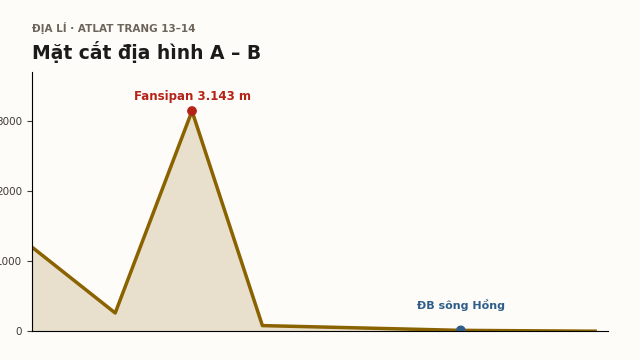 ĐỊA LÍ · ATLAT TRANG 13–14
Mặt cắt địa hình A – B
Fansipan 3.143 m
3000
2000
1000
ĐB sông Hồng
0